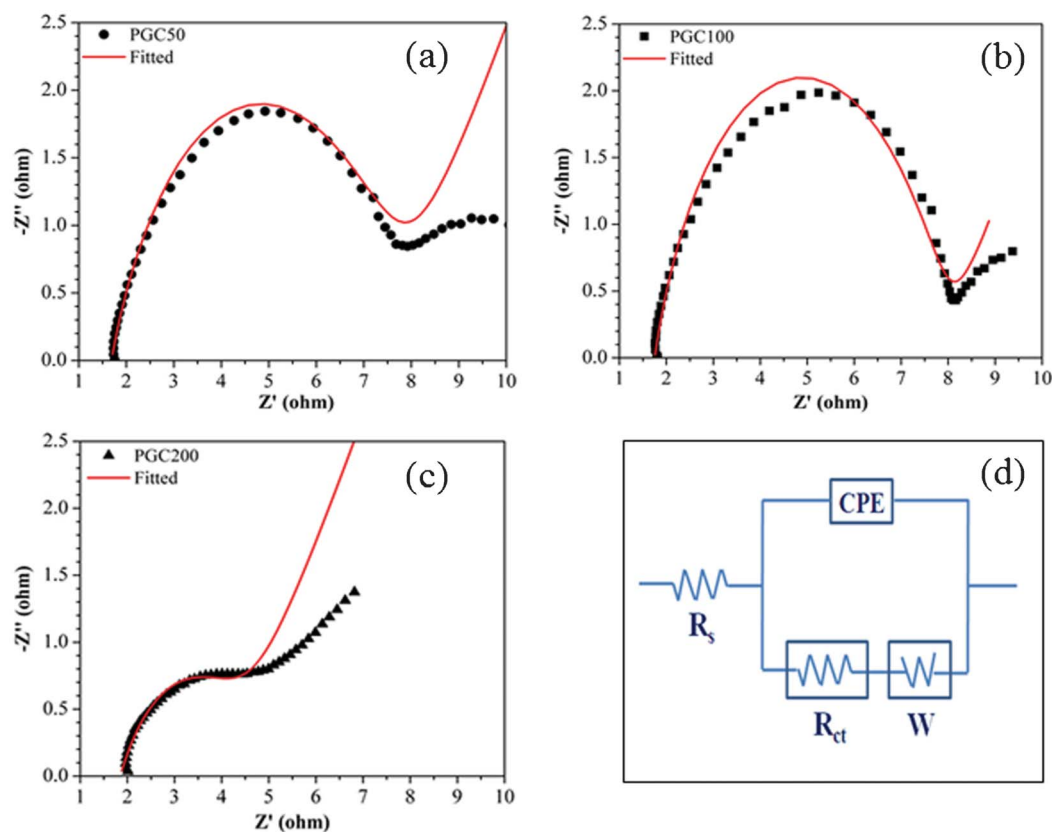 PGC50
Fitted
(a)
2.5
2.0
1.5
1.0
0.5
0.0
-Z'' (ohm)
1 2 3 4 5 6 7 8 9 10
Z' (ohm)
PGC100
Fitted
(b)
2.5
2.0
1.5
1.0
0.5
0.0
-Z'' (ohm)
1 2 3 4 5 6 7 8 9 10
Z' (ohm)
PGC200
Fitted
(c)
2.5
2.0
1.5
1.0
0.5
0.0
-Z'' (ohm)
1 2 3 4 5 6 7 8 9 10
Z' (ohm)
(d)
CPE
Rs
Rct W